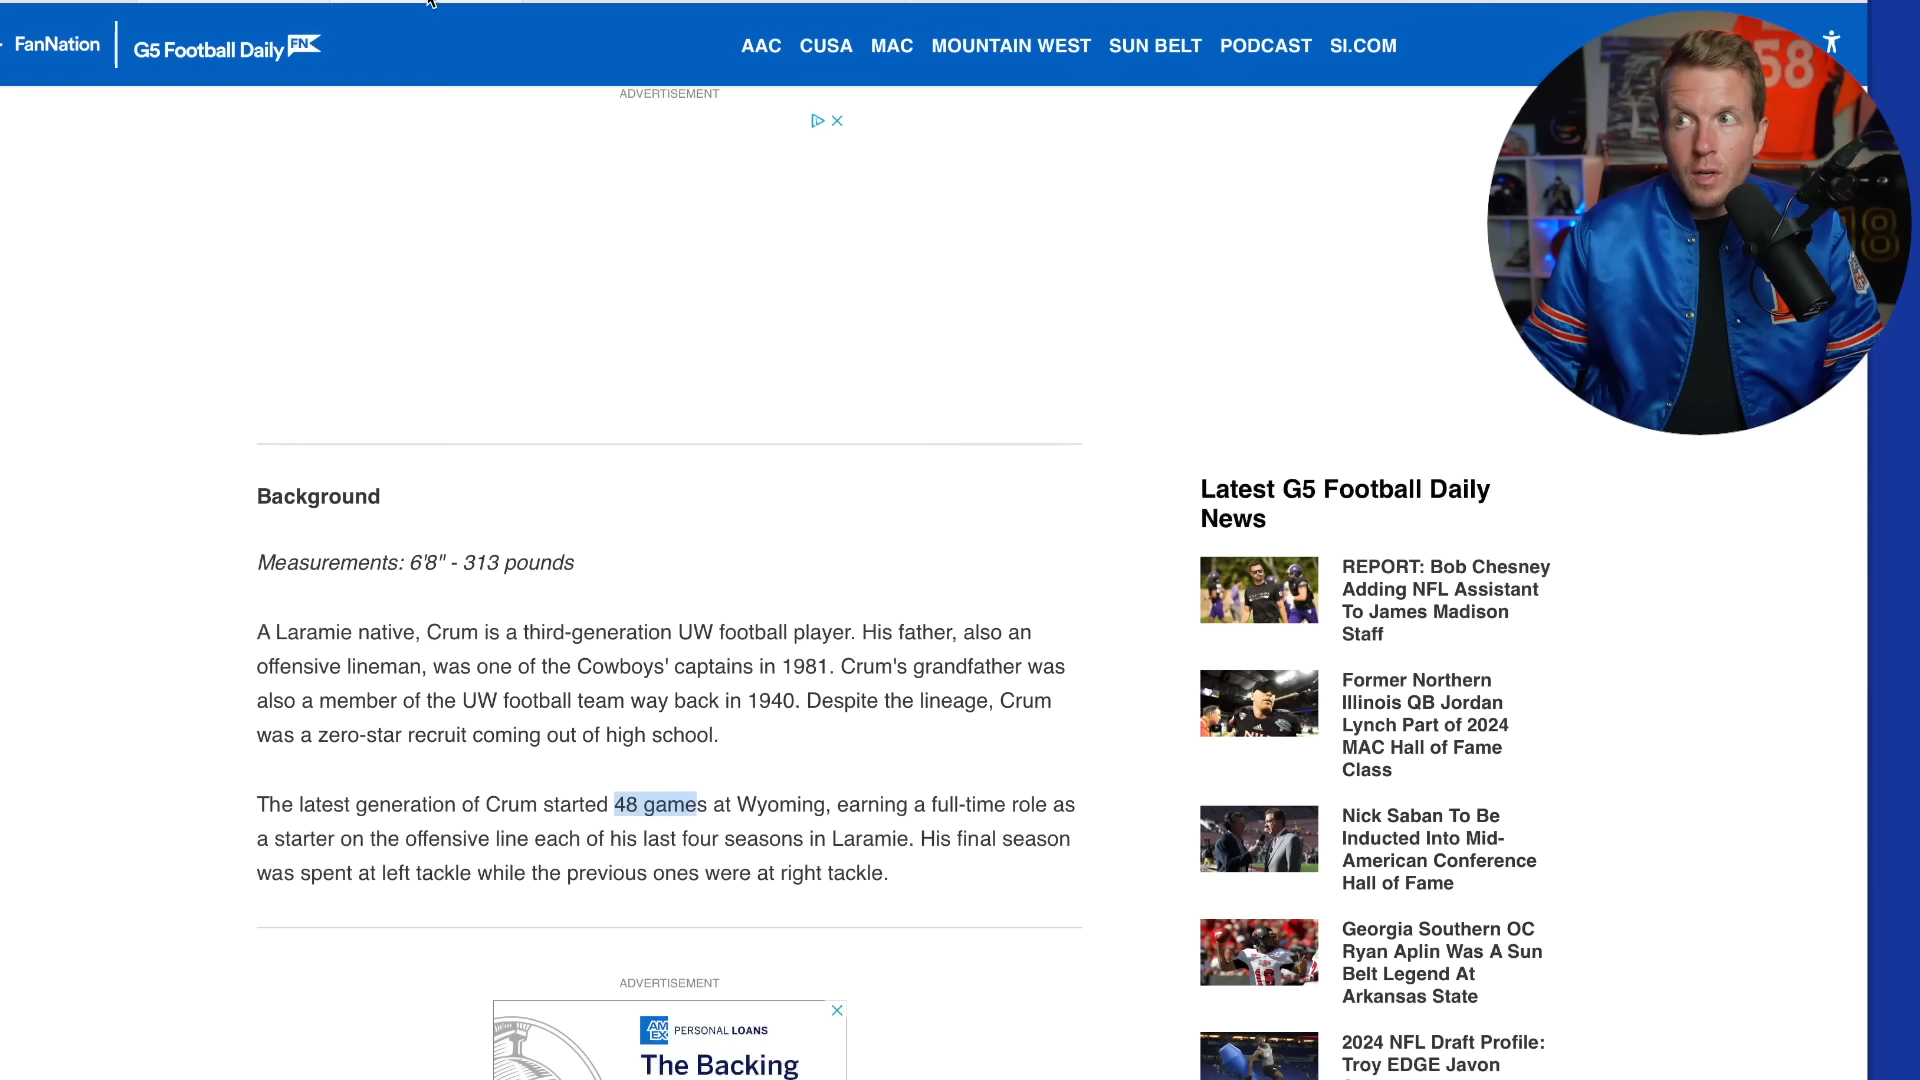 FanNation
G5 Football Daily FN
AAC CUSA MAC MOUNTAIN WEST SUN BELT PODCAST SI.COM
58
18
ADVERTISEMENT
Background
Measurements: 6'8" - 313 pounds
A Laramie native, Crum is a third-generation UW football player. His father, also an
offensive lineman, was one of the Cowboys' captains in 1981. Crum's grandfather was
also a member of the UW football team way back in 1940. Despite the lineage, Crum
was a zero-star recruit coming out of high school.
The latest generation of Crum started 48 games at Wyoming, earning a full-time role as
a starter on the offensive line each of his last four seasons in Laramie. His final season
was spent at left tackle while the previous ones were at right tackle.
ADVERTISEMENT
AM
EX
PERSONAL LOANS
The Backing
Latest G5 Football Daily
News
REPORT: Bob Chesney
Adding NFL Assistant
To James Madison
Staff
Former Northern
Illinois QB Jordan
Lynch Part of 2024
MAC Hall of Fame
Class
Nick Saban To Be
Inducted Into Mid-
American Conference
Hall of Fame
Georgia Southern OC
Ryan Aplin Was A Sun
Belt Legend At
Arkansas State
2024 NFL Draft Profile:
Troy EDGE Javon